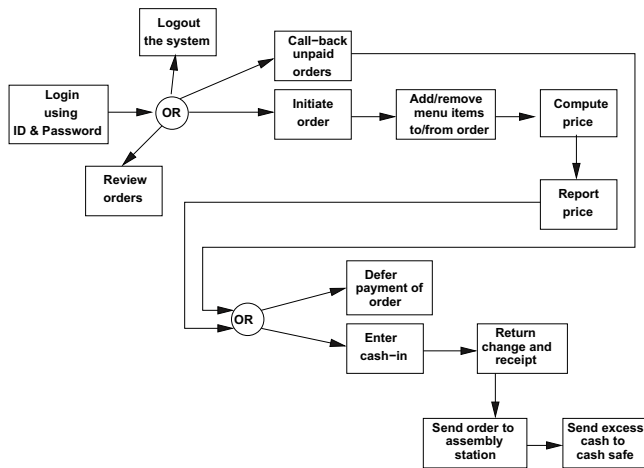 Logout
the system
Call−back
unpaid
orders
Login
using
ID & Password
OR
Initiate
order
Add/remove
menu items
to/from order
Compute
price
Review
orders
Report
price
Defer
payment of
order
OR
Enter
cash−in
Return
change and
receipt
Send order to
assembly
station
Send excess
cash to
cash safe